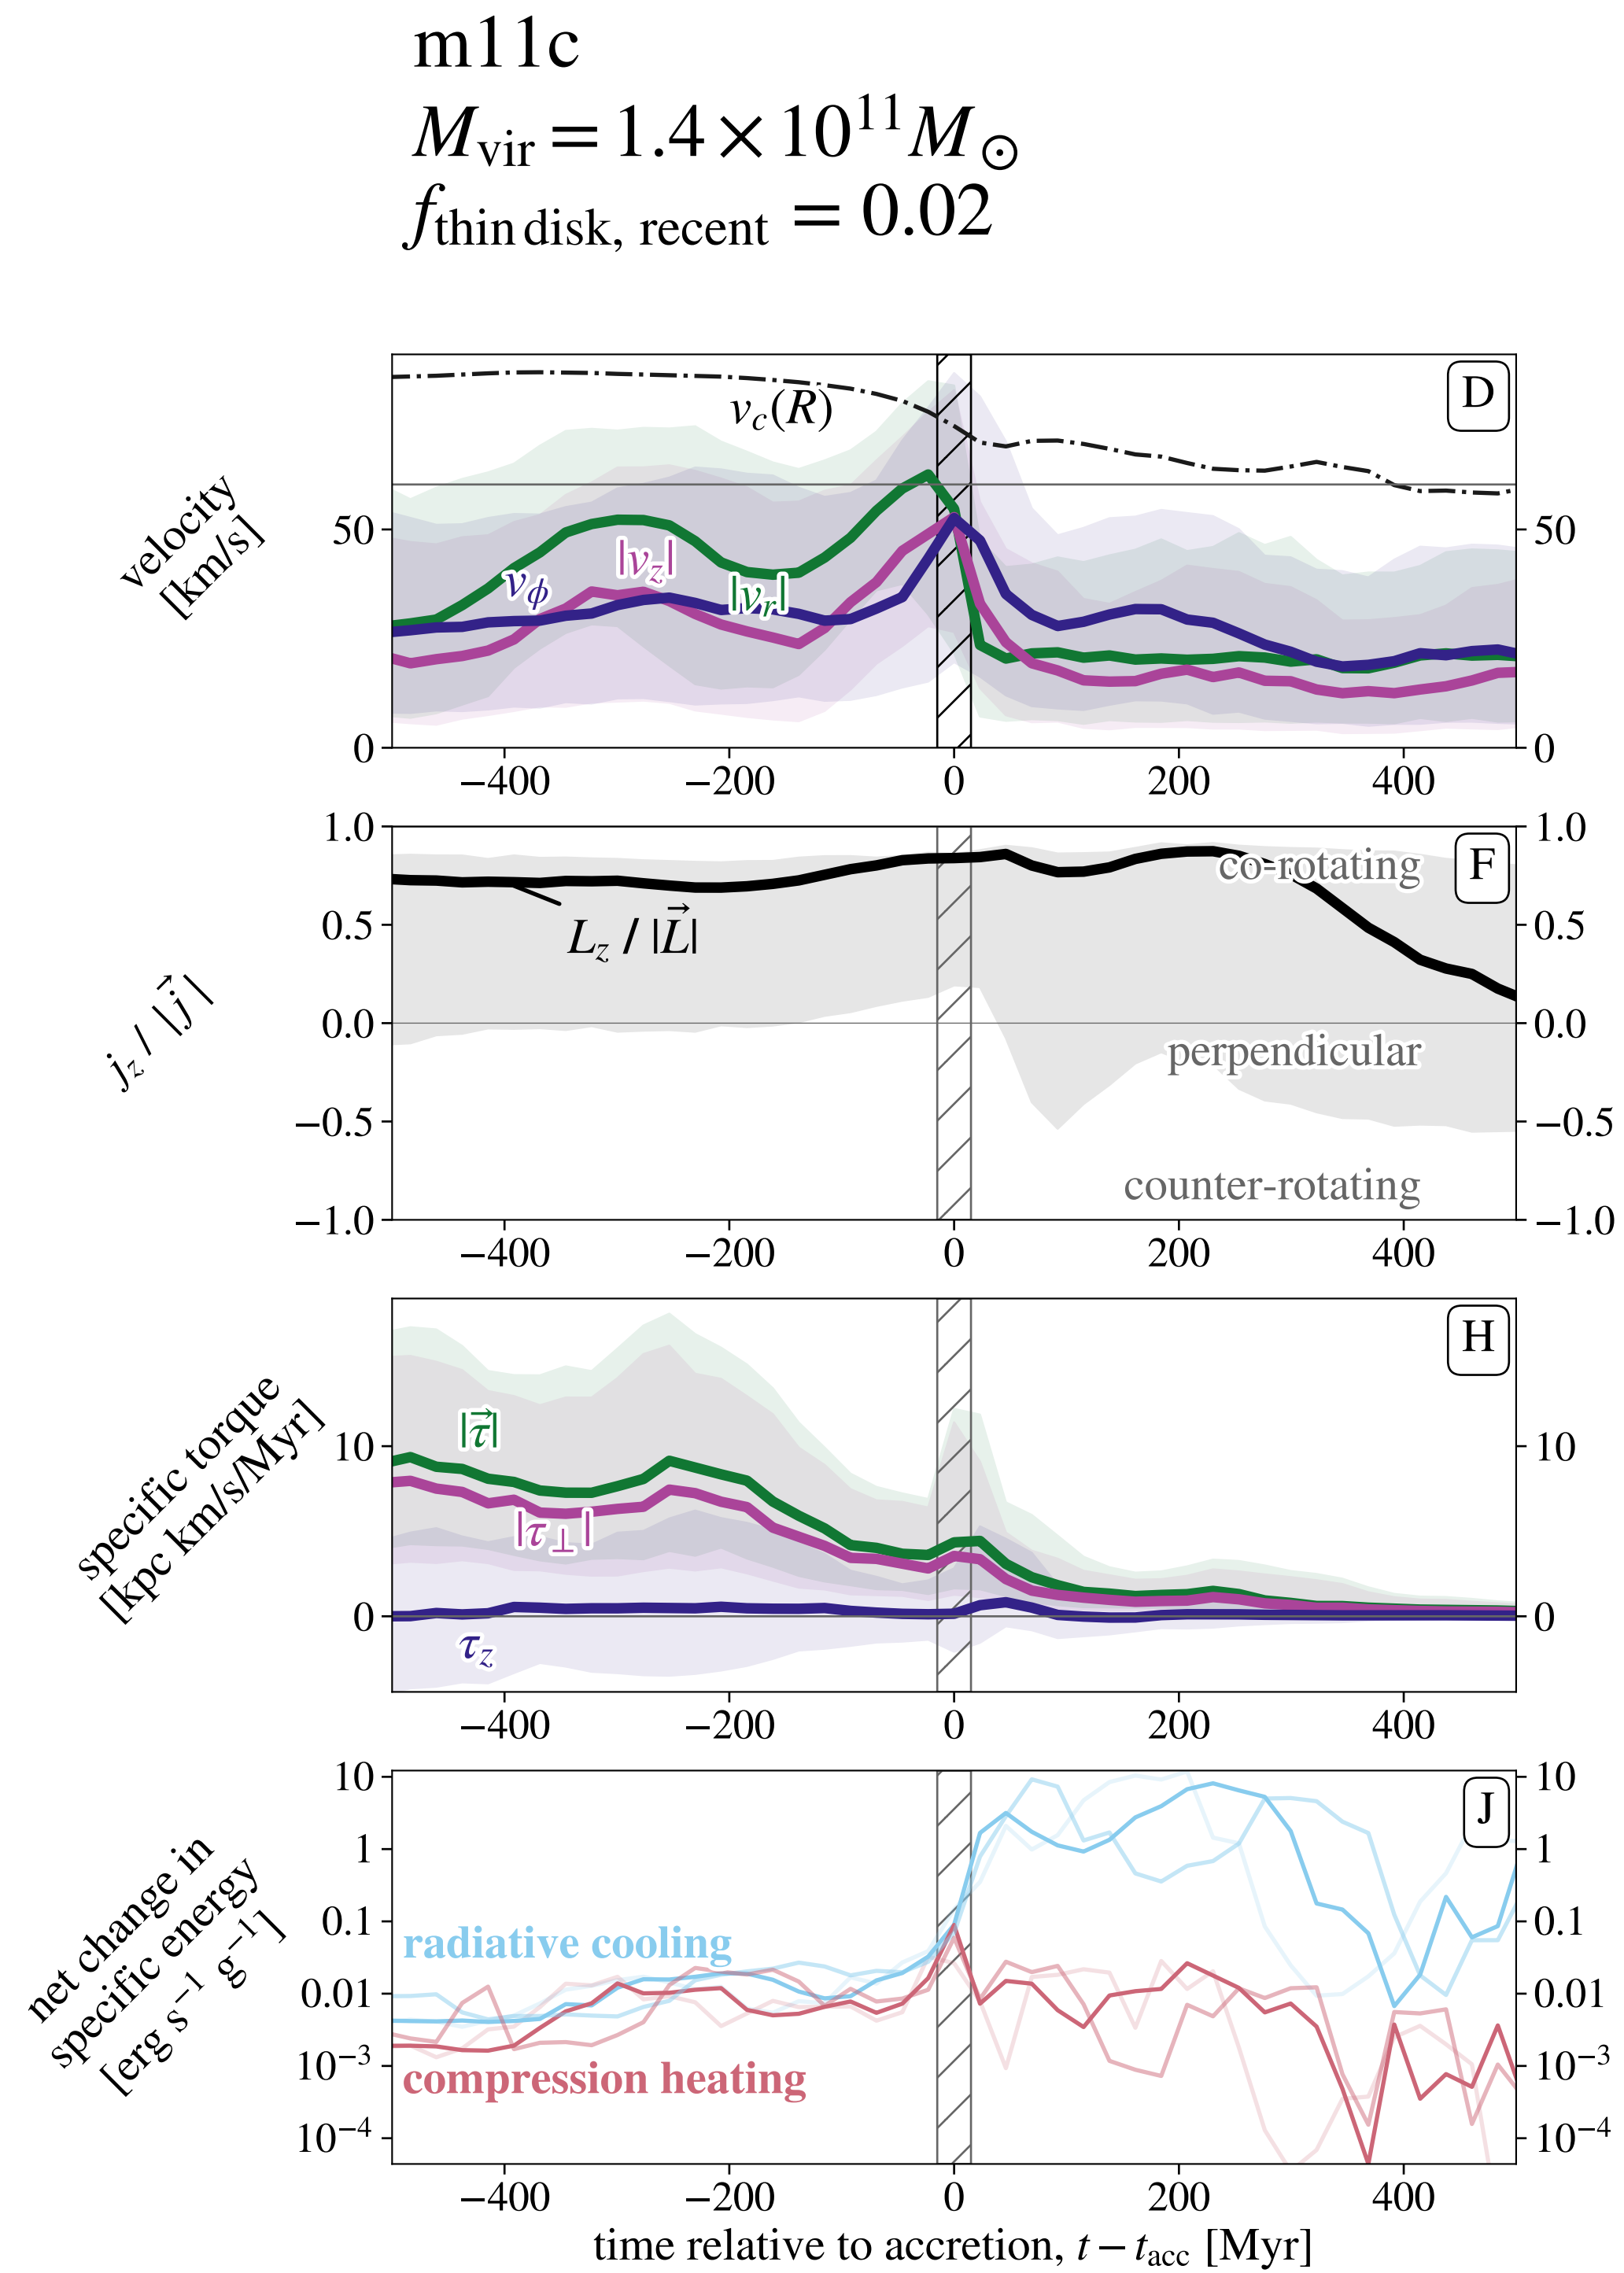 m11c
M_vir = 1.4 × 10^11 M_⊙
f_thin disk, recent = 0.02
velocity
[km/s]
50
0
v_c(R)
|v_z|
v_ϕ
|v_r|
D
50
0
−400 −200 0 200 400
j_z / |j⃗|
1.0
0.5
0.0
−0.5
−1.0
L_z / |L⃗|
co-rotating
perpendicular
counter-rotating
F
1.0
0.5
0.0
−0.5
−1.0
−400 −200 0 200 400
specific torque
[kpc km/s/Myr]
10
0
|τ⃗|
|τ_⊥|
τ_z
H
10
0
−400 −200 0 200 400
net change in
specific energy
[erg s^−1 g^−1]
10
1
0.1
0.01
10^−3
10^−4
radiative cooling
compression heating
J
10
1
0.1
0.01
10^−3
10^−4
−400 −200 0 200 400
time relative to accretion, t − t_acc [Myr]